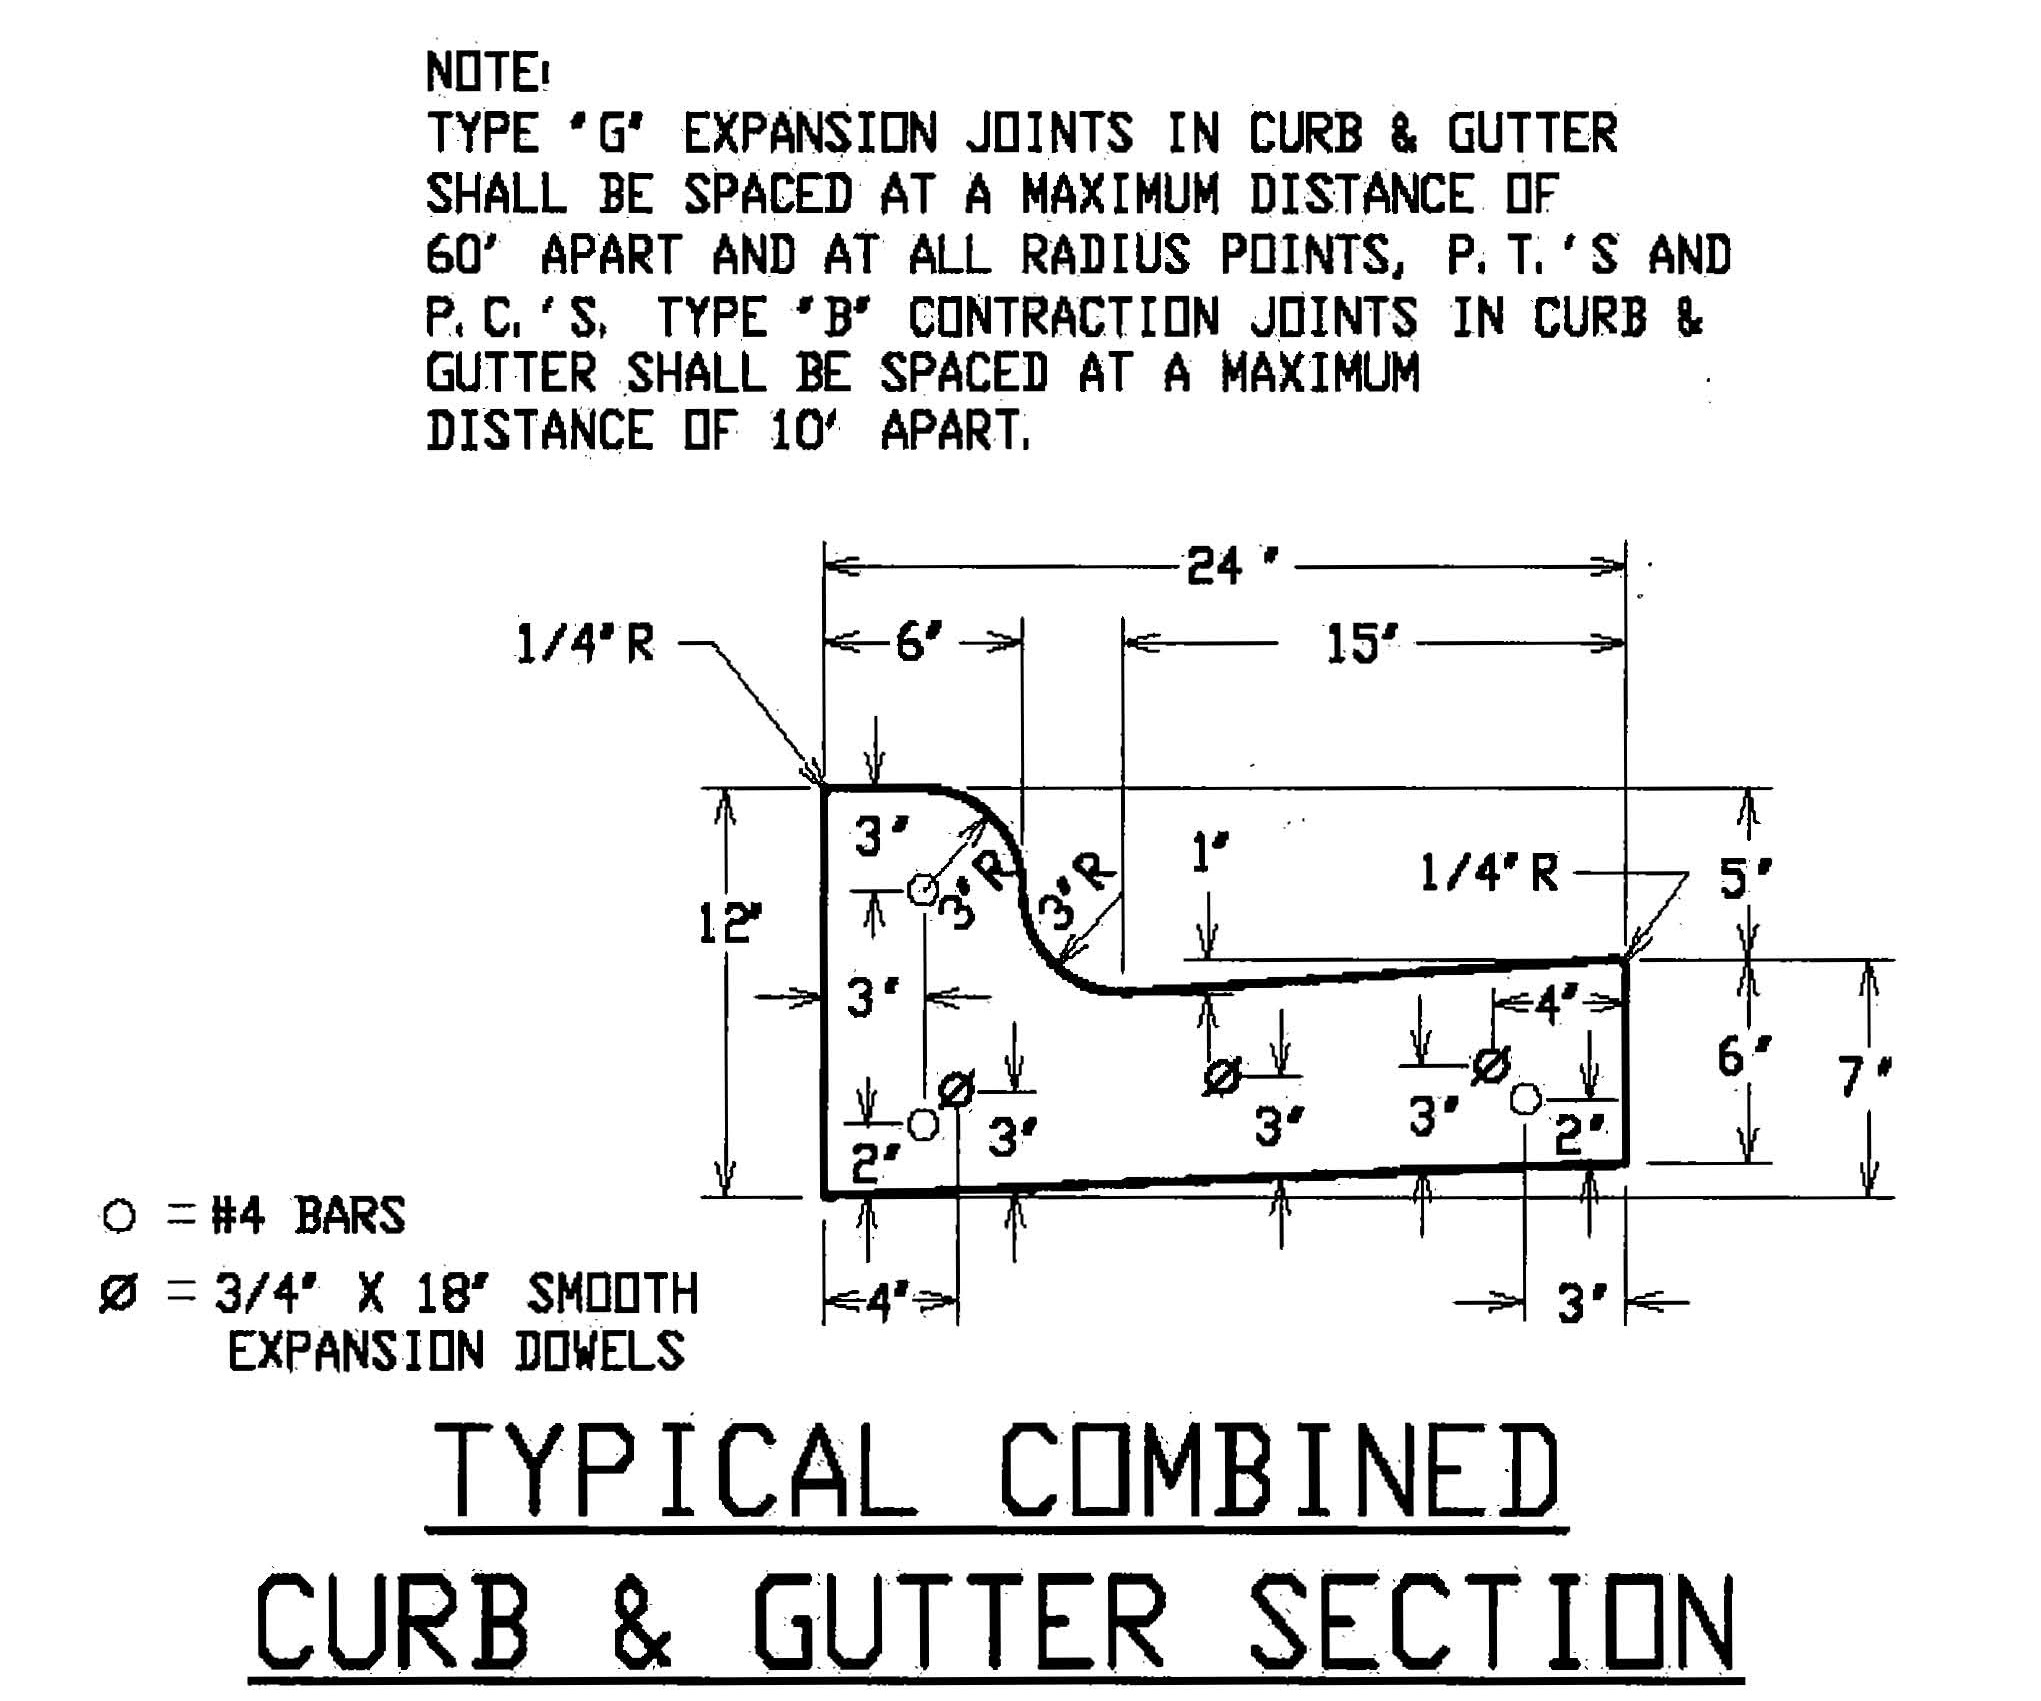 NOTE:
TYPE "G" EXPANSION JOINTS IN CURB & GUTTER
SHALL BE SPACED AT A MAXIMUM DISTANCE OF
60' APART AND AT ALL RADIUS POINTS, P.T.'S AND
P.C.'S. TYPE "B" CONTRACTION JOINTS IN CURB &
GUTTER SHALL BE SPACED AT A MAXIMUM
DISTANCE OF 10' APART.
24"
1/4"R
6"
15"
3"
3"R
3"R
1"
1/4"R
5"
12"
3"
4"
6"
7"
3"
3"
3"
2"
2"
4"
3"
○ = #4 BARS
Ø = 3/4" X 18" SMOOTH
EXPANSION DOWELS
TYPICAL COMBINED
CURB & GUTTER SECTION